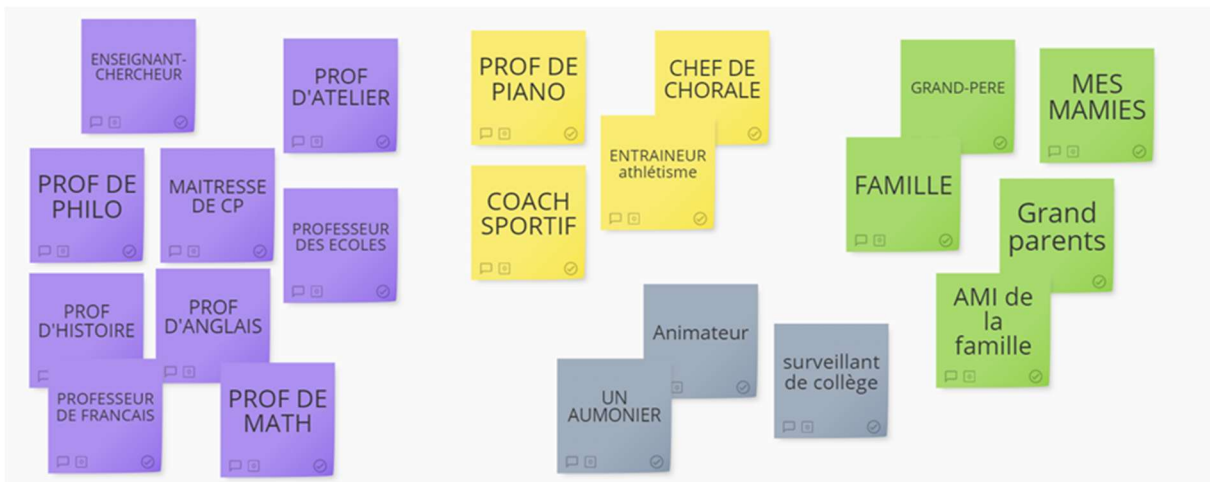 ENSEIGNANT-
CHERCHEUR
PROF
D'ATELIER
PROF DE
PHILO
MAITRESSE
DE CP
PROFESSEUR
DES ECOLES
PROF
D'HISTOIRE
PROF
D'ANGLAIS
PROFESSEUR
DE FRANCAIS
PROF DE
MATH
PROF DE
PIANO
CHEF DE
CHORALE
ENTRAINEUR
athlétisme
COACH
SPORTIF
Animateur
UN
AUMONIER
surveillant
de collège
GRAND-PERE
MES
MAMIES
FAMILLE
Grand
parents
AMI de
la
famille